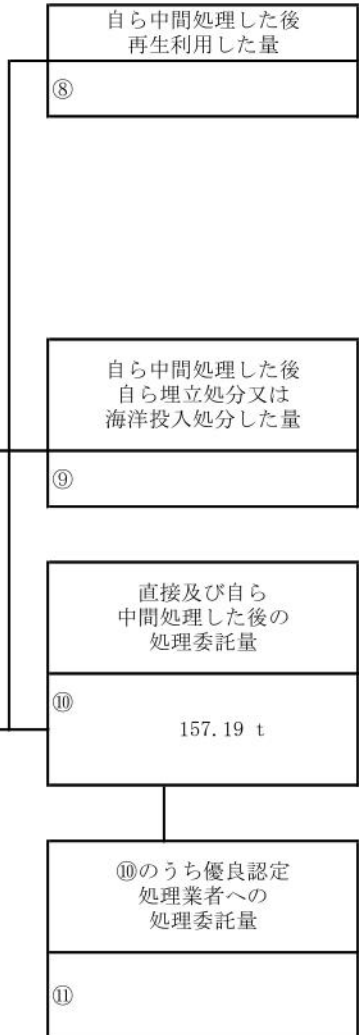 自ら中間処理した後
再生利用した量
⑧
自ら中間処理した後
自ら埋立処分又は
海洋投入処分した量
⑨
直接及び自ら
中間処理した後の
処理委託量
⑩
157.19 t
⑩のうち優良認定
処理業者への
処理委託量
⑪